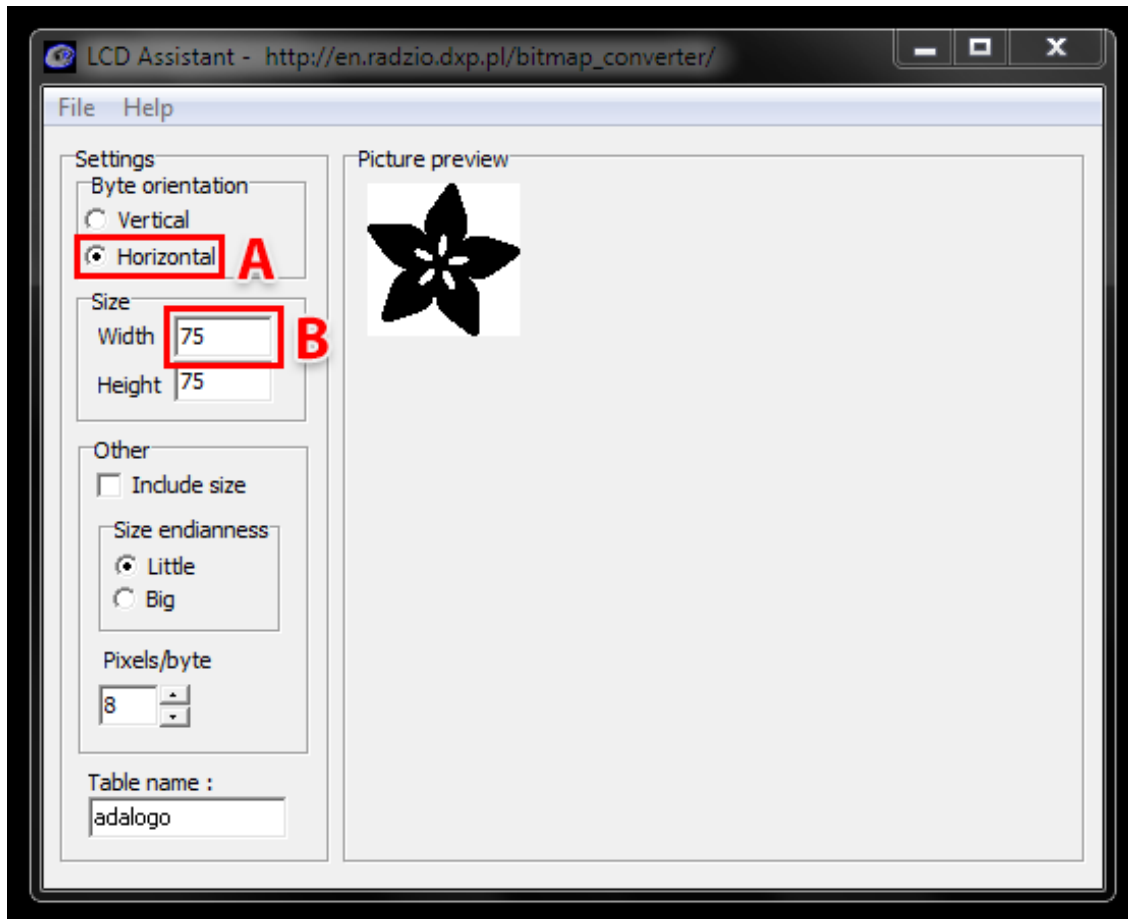 LCD Assistant - http://en.radzio.dxp.pl/bitmap_converter/
File Help
Settings
Byte orientation
Vertical
Horizontal
A
Size
Width 75
B
Height 75
Other
Include size
Size endianness
Little
Big
Pixels/byte
8
Table name :
adalogo
Picture preview